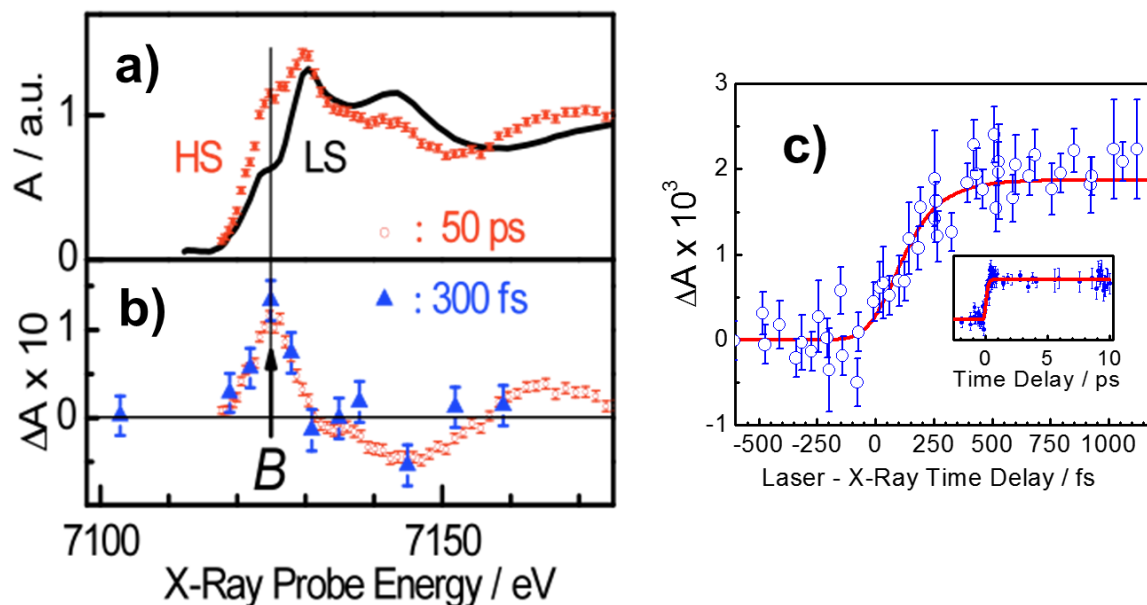 a)
A / a.u.
1
0
HS
LS
○ : 50 ps
b)
▲ : 300 fs
ΔA x 10
1
0
B
7100 7150
X-Ray Probe Energy / eV
c)
ΔA x 10³
3
2
1
0
-1
0 5 10
Time Delay / ps
-500 -250 0 250 500 750 1000
Laser - X-Ray Time Delay / fs